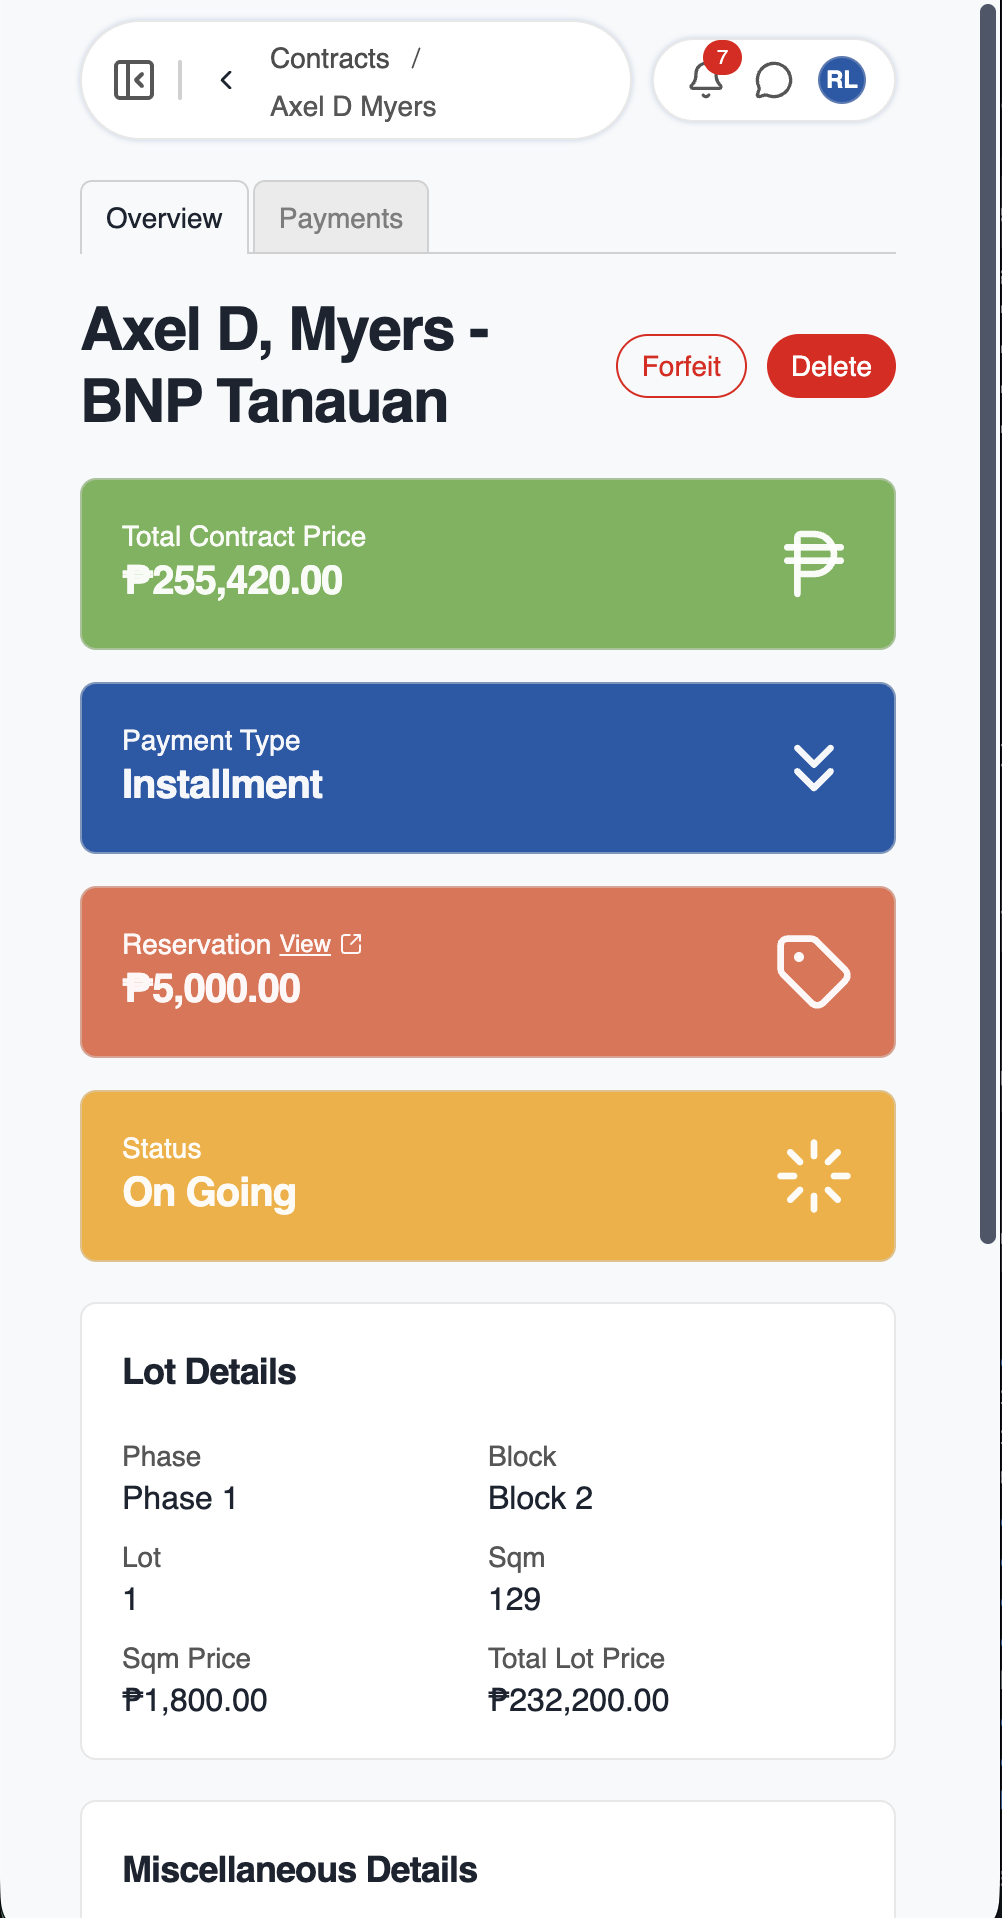 Contracts /
Axel D Myers
7
RL
Overview
Payments
Axel D, Myers -
BNP Tanauan
Forfeit
Delete
Total Contract Price
₱255,420.00
Payment Type
Installment
Reservation View
₱5,000.00
Status
On Going
Lot Details
Phase
Block
Phase 1
Block 2
Lot
Sqm
1
129
Sqm Price
Total Lot Price
₱1,800.00
₱232,200.00
Miscellaneous Details